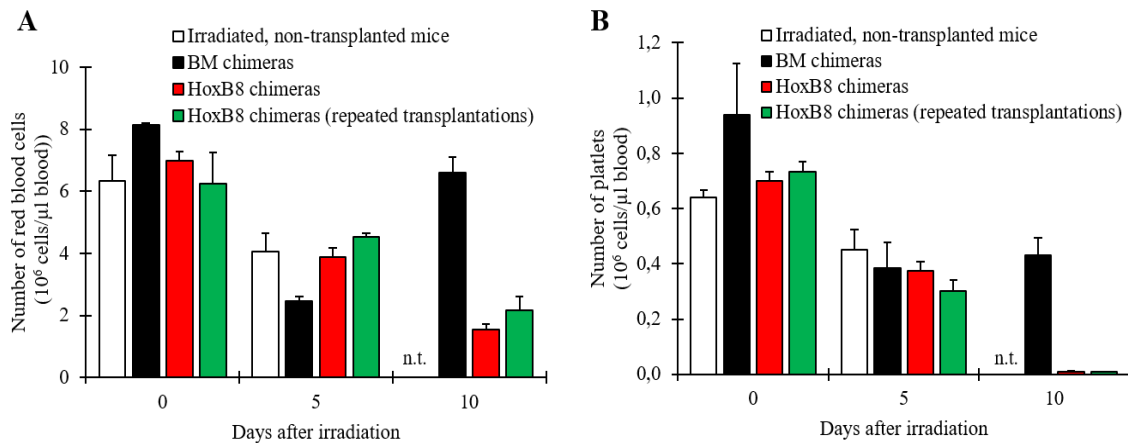 A
Irradiated, non-transplanted mice
BM chimeras
HoxB8 chimeras
HoxB8 chimeras (repeated transplantations)
Number of red blood cells
(10⁶ cells/µl blood))
10
8
6
4
2
0
n.t.
0 5 10
Days after irradiation
B
Irradiated, non-transplanted mice
BM chimeras
HoxB8 chimeras
HoxB8 chimeras (repeated transplantations)
Number of platlets
(10⁶ cells/µl blood)
1,2
1,0
0,8
0,6
0,4
0,2
0,0
n.t.
0 5 10
Days after irradiation